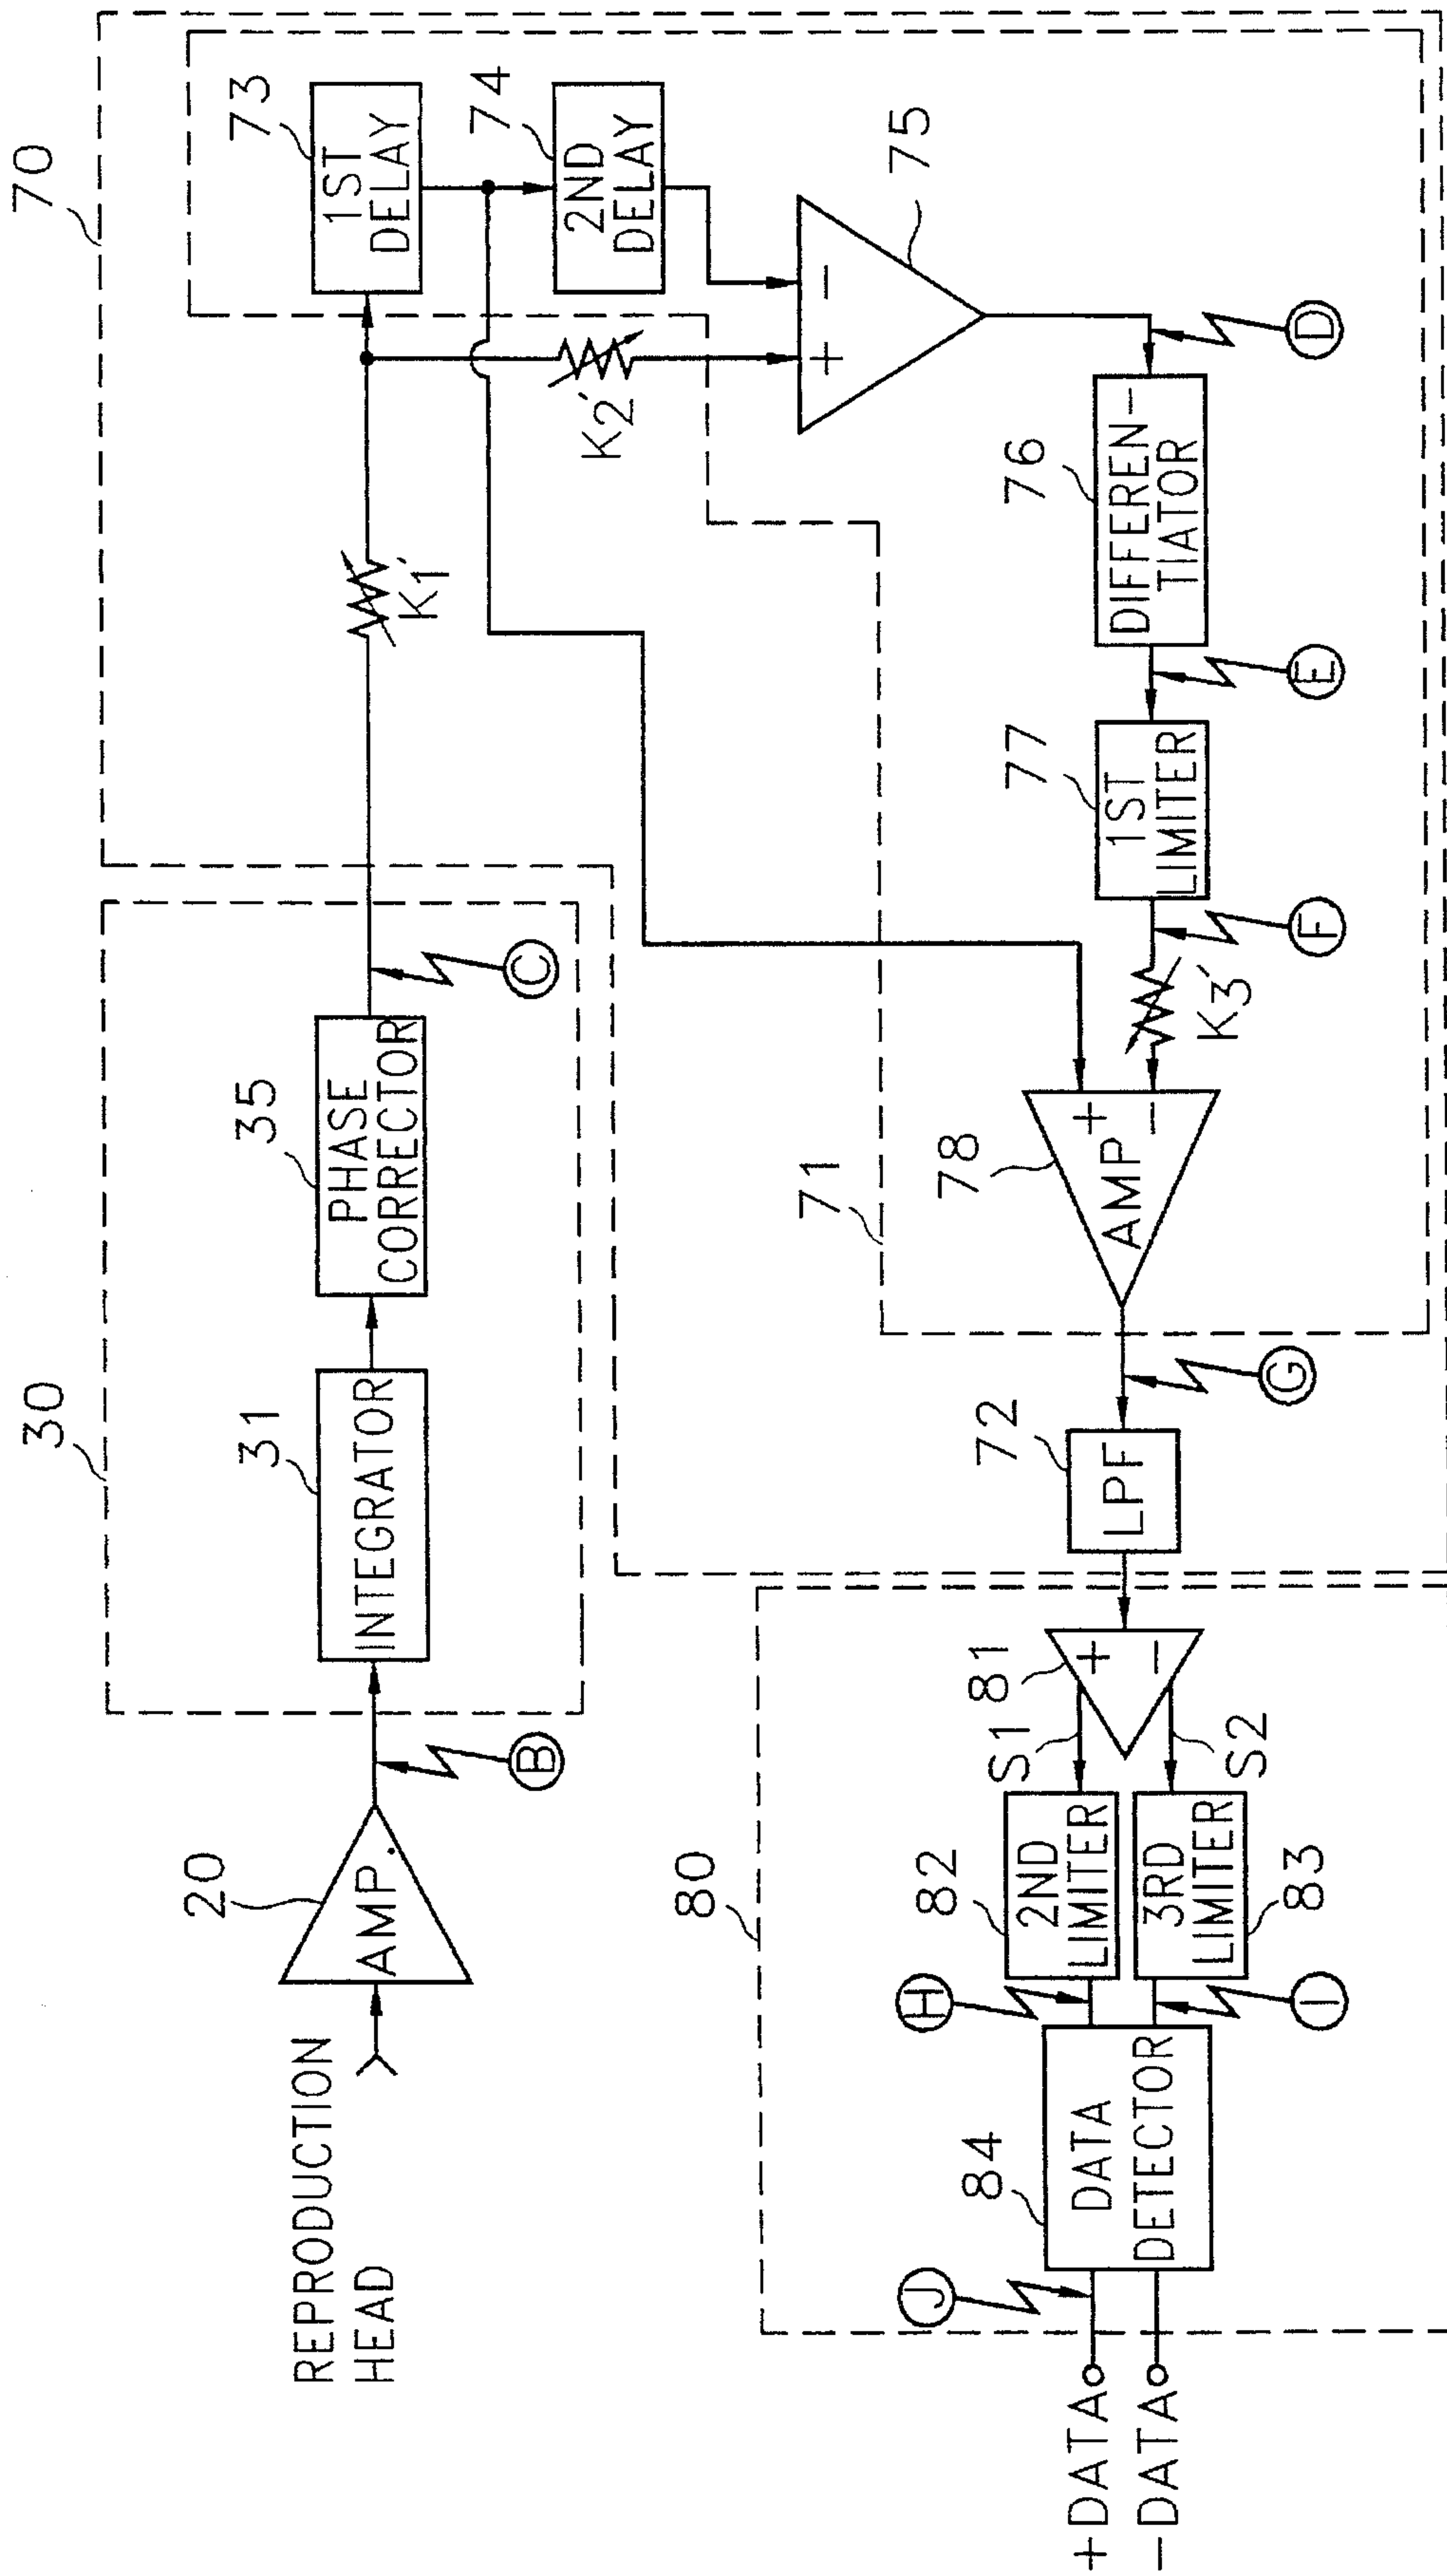 REPRODUCTION
HEAD
20
AMP.
B
30
31
INTEGRATOR
35
PHASE
CORRECTOR
C
70
K1'
K2'
73
1ST
DELAY
74
2ND
DELAY
+ −
75
D
76
DIFFEREN-
TIATOR
E
77
1ST
LIMITER
F
K3'
71
78
+
−
AMP
G
72
LPF
80
81
+
−
S1
S2
82
2ND
LIMITER
3RD
LIMITER
83
H
I
84
DATA
DETECTOR
J
+DATA
−DATA